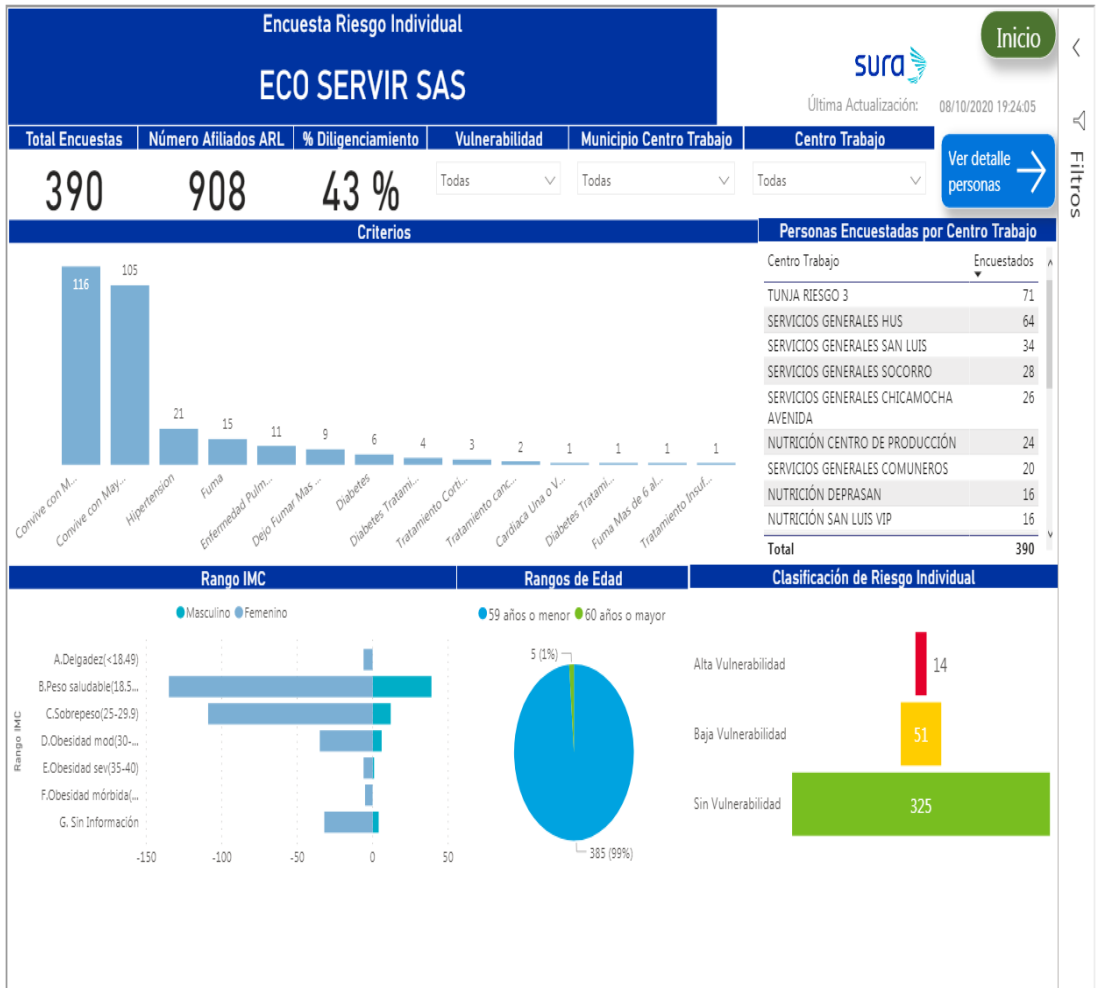 Encuesta Riesgo Individual
ECO SERVIR SAS
Inicio
sura
Última Actualización: 08/10/2020 19:24:05
Filtros
Total Encuestas
390
Número Afiliados ARL
908
% Diligenciamiento
43 %
Vulnerabilidad
Todas
Municipio Centro Trabajo
Todas
Centro Trabajo
Todas
Ver detalle
personas
Criterios
116
105
21
15
11
9
6
4
3
2
1
1
1
1
Convive con M...
Convive con May...
Hipertension
Fuma
Enfermedad Pulm...
Dejo Fumar Mas ...
Diabetes
Diabetes Tratami...
Tratamiento Corti...
Tratamiento canc...
Cardiaca Una o V...
Diabetes Tratami...
Fuma Mas de 6 al...
Tratamiento Insuf...
Personas Encuestadas por Centro Trabajo
Centro Trabajo Encuestados
TUNJA RIESGO 3 71
SERVICIOS GENERALES HUS 64
SERVICIOS GENERALES SAN LUIS 34
SERVICIOS GENERALES SOCORRO 28
SERVICIOS GENERALES CHICAMOCHA 26
AVENIDA
NUTRICIÓN CENTRO DE PRODUCCIÓN 24
SERVICIOS GENERALES COMUNEROS 20
NUTRICIÓN DEPRASAN 16
NUTRICIÓN SAN LUIS VIP 16
Total 390
Rango IMC
Masculino Femenino
Rango IMC
A.Delgadez(<18.49)
B.Peso saludable(18.5...
C.Sobrepeso(25-29.9)
D.Obesidad mod(30-...
E.Obesidad sev(35-40)
F.Obesidad mórbida(...
G. Sin Información
-150 -100 -50 0 50
Rangos de Edad
59 años o menor 60 años o mayor
5 (1%)
385 (99%)
Clasificación de Riesgo Individual
Alta Vulnerabilidad 14
Baja Vulnerabilidad 51
Sin Vulnerabilidad 325